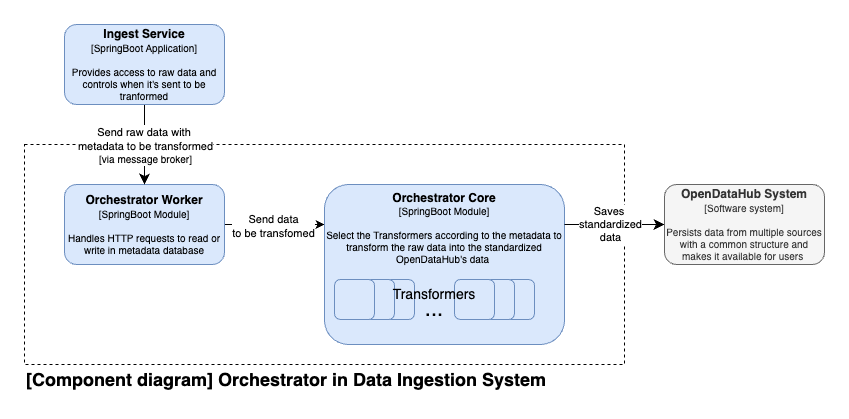 Ingest Service
[SpringBoot Application]
Provides access to raw data and
controls when it's sent to be
tranformed
Send raw data with
metadata to be transformed
[via message broker]
Orchestrator Worker
[SpringBoot Module]
Handles HTTP requests to read or
write in metadata database
Send data
to be transfomed
Orchestrator Core
[SpringBoot Module]
Select the Transformers according to the metadata to
transform the raw data into the standardized
OpenDataHub's data
Transformers
...
Saves
standardized
data
OpenDataHub System
[Software system]
Persists data from multiple sources
with a common structure and
makes it available for users
[Component diagram] Orchestrator in Data Ingestion System